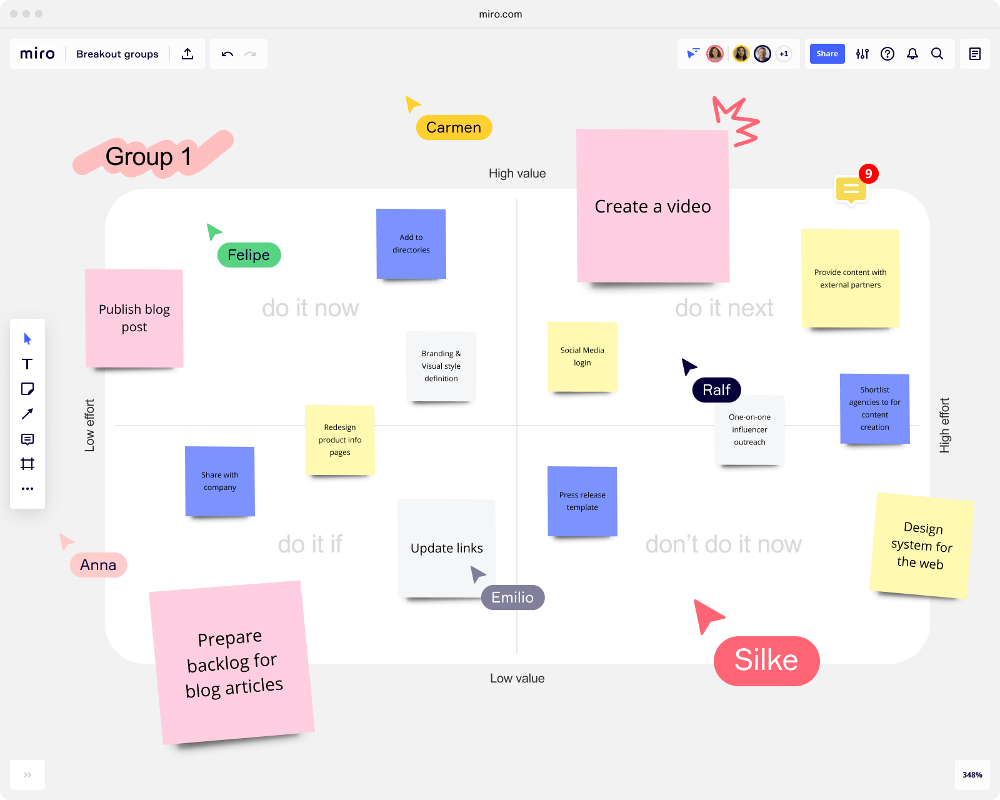 miro.com
miro
Breakout groups
+1
Share
Carmen
Group 1
High value
9
Create a video
Add to
directories
Felipe
Provide content with
external partners
Publish blog
post
do it now
do it next
Branding &
Visual style
definition
Social Media
login
Ralf
Shortlist
agencies to for
content
creation
Low effort
High effort
One-on-one
influencer
outreach
Redesign
product info
pages
Share with
company
Press release
template
Design
system for
the web
do it if
Update links
don’t do it now
Anna
Emilio
Prepare
backlog for
blog articles
Silke
Low value
348%
T